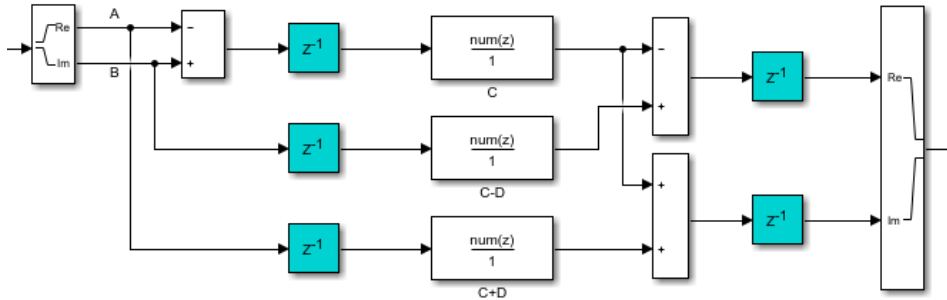 A
Re
−
Im
+
B
Z⁻¹
num(z)
1
C
−
+
Z⁻¹
Re
Z⁻¹
num(z)
1
C-D
+
+
Z⁻¹
Im
Z⁻¹
num(z)
1
C+D